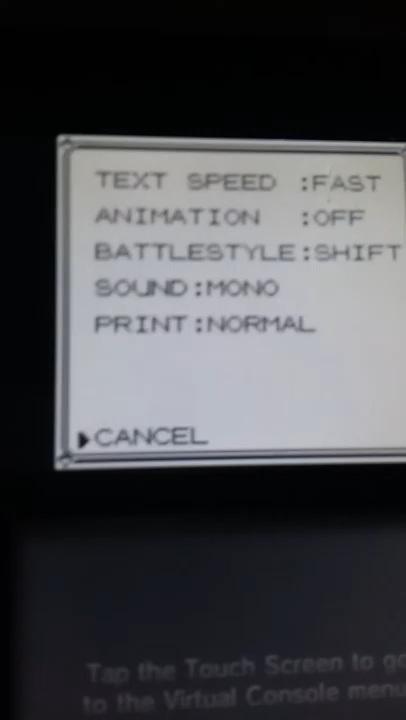 TEXT SPEED :FAST
ANIMATION :OFF
BATTLESTYLE:SHIFT
SOUND:MONO
PRINT:NORMAL
▶CANCEL
Tap the Touch Screen to go
to the Virtual Console menu